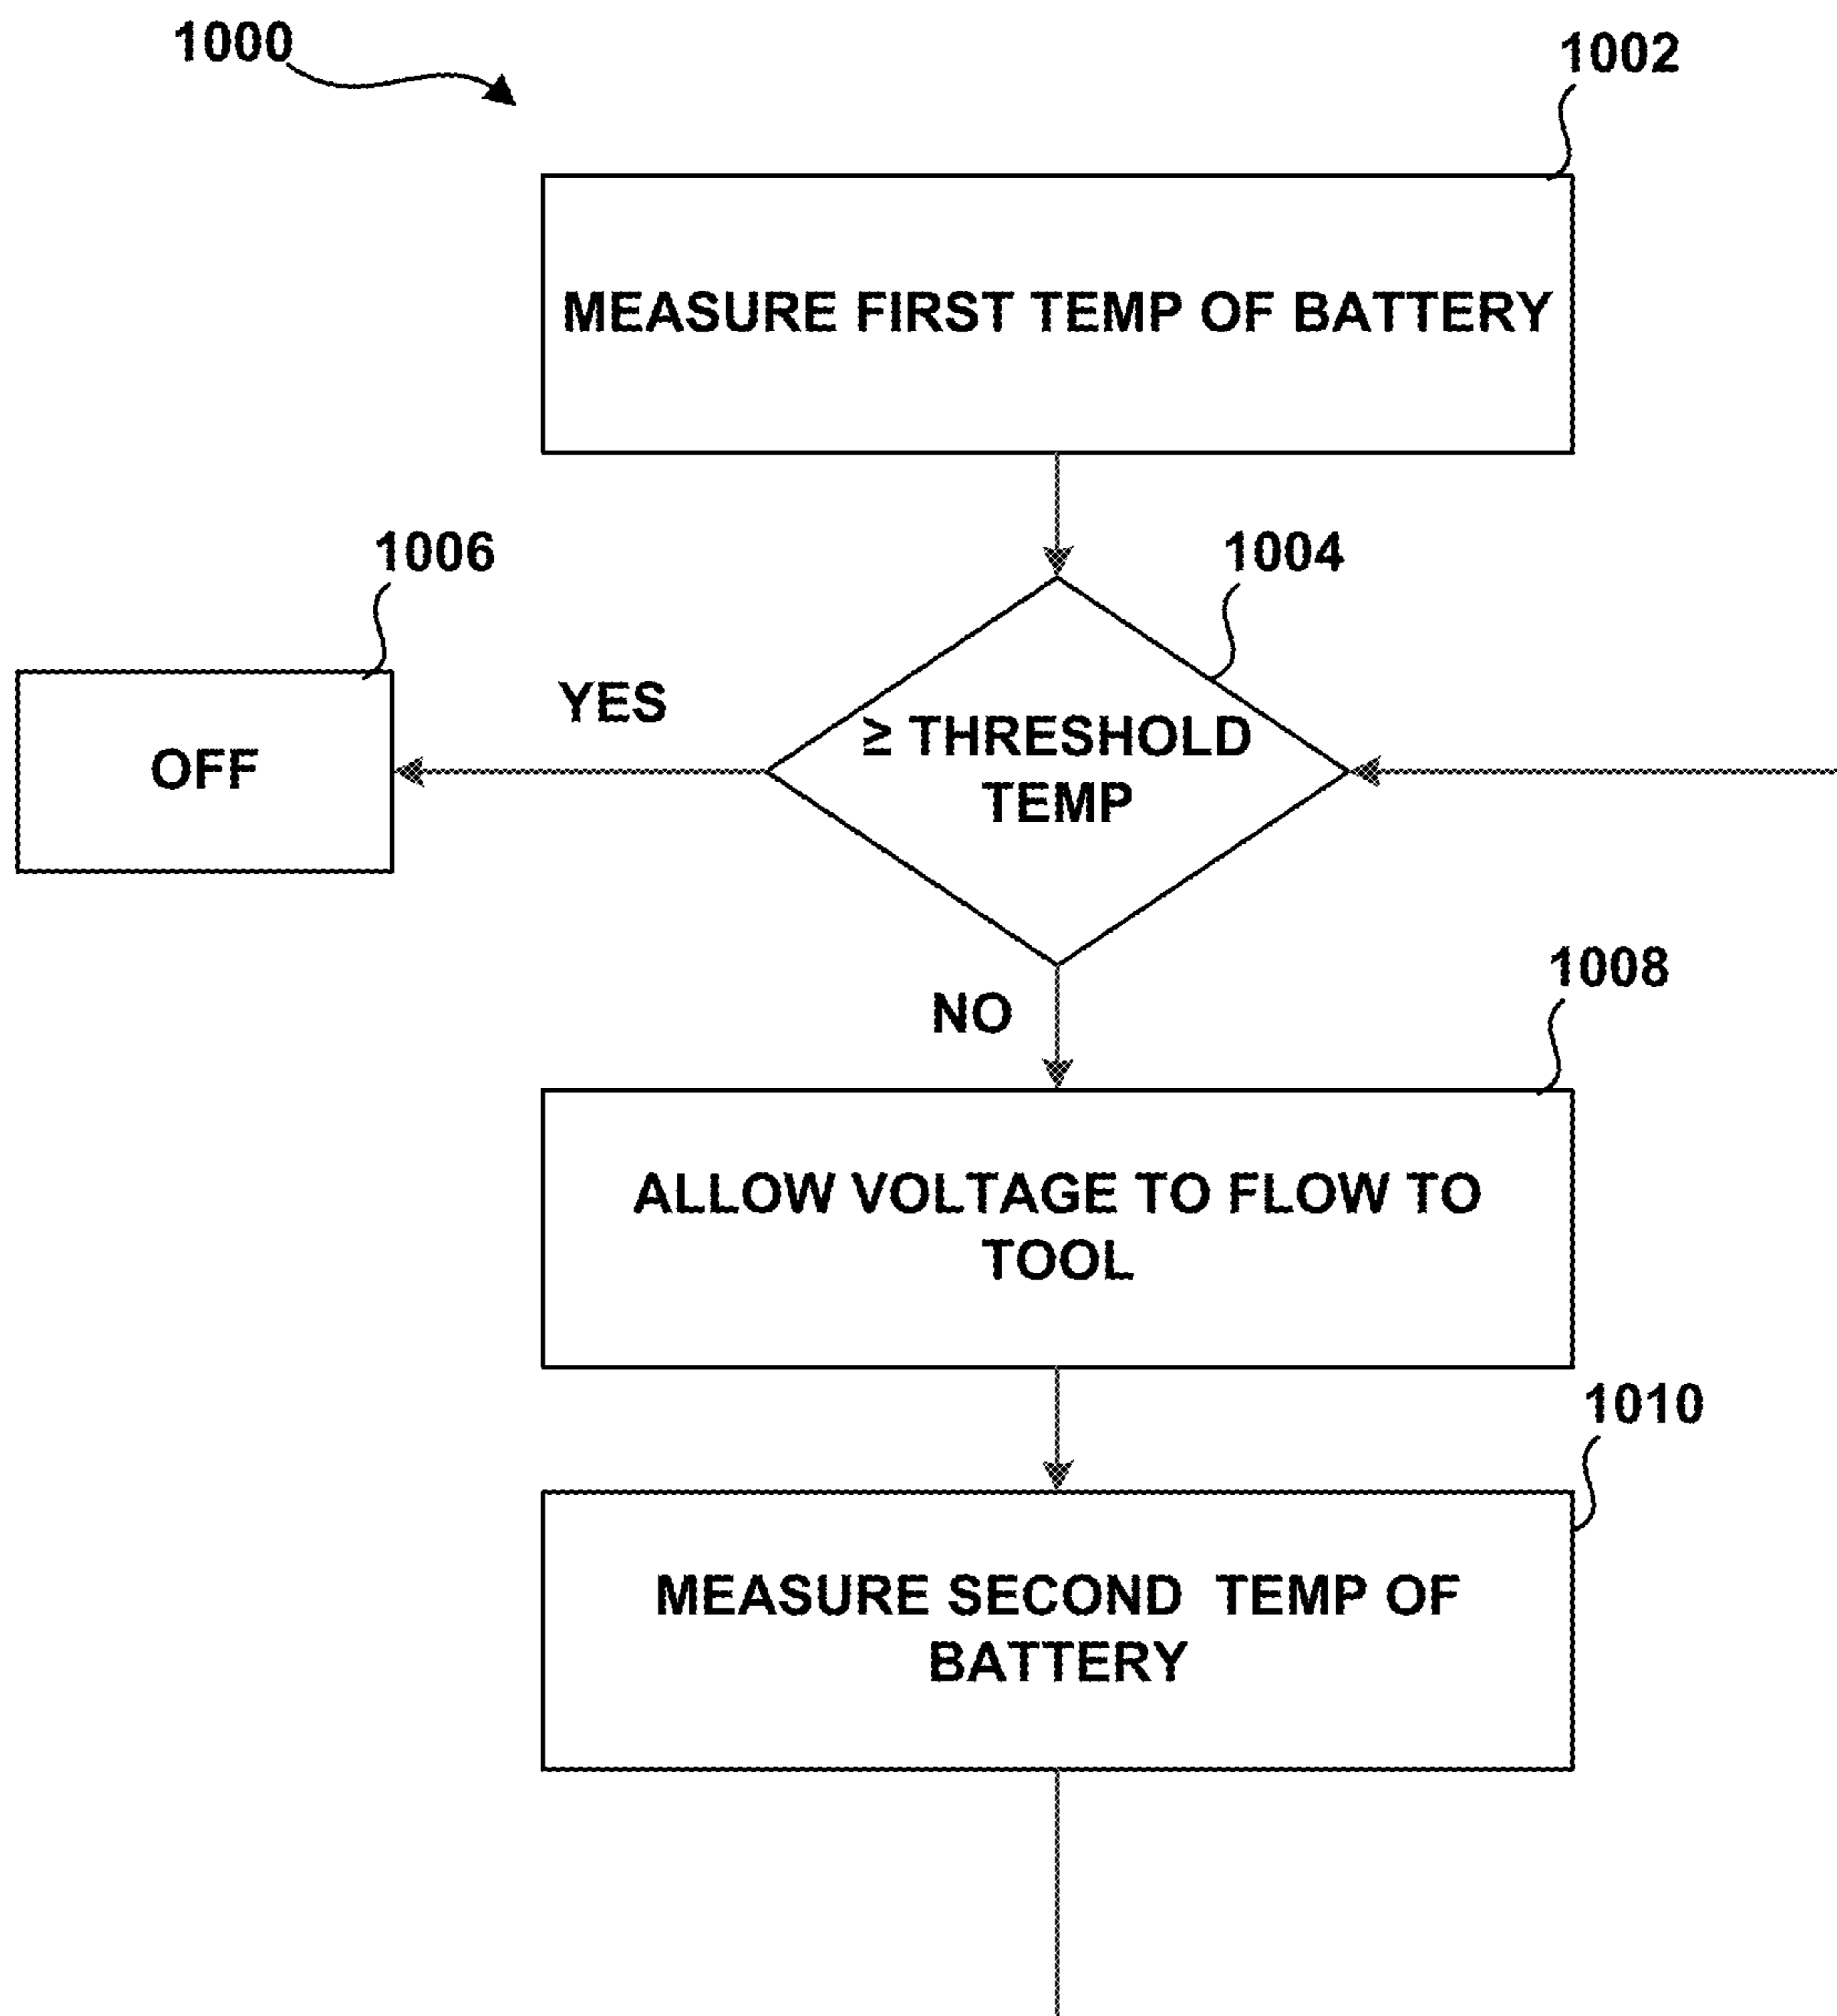 1000
1002
MEASURE FIRST TEMP OF BATTERY
1006
1004
YES
≥ THRESHOLD
TEMP
OFF
NO
1008
ALLOW VOLTAGE TO FLOW TO
TOOL
1010
MEASURE SECOND TEMP OF
BATTERY